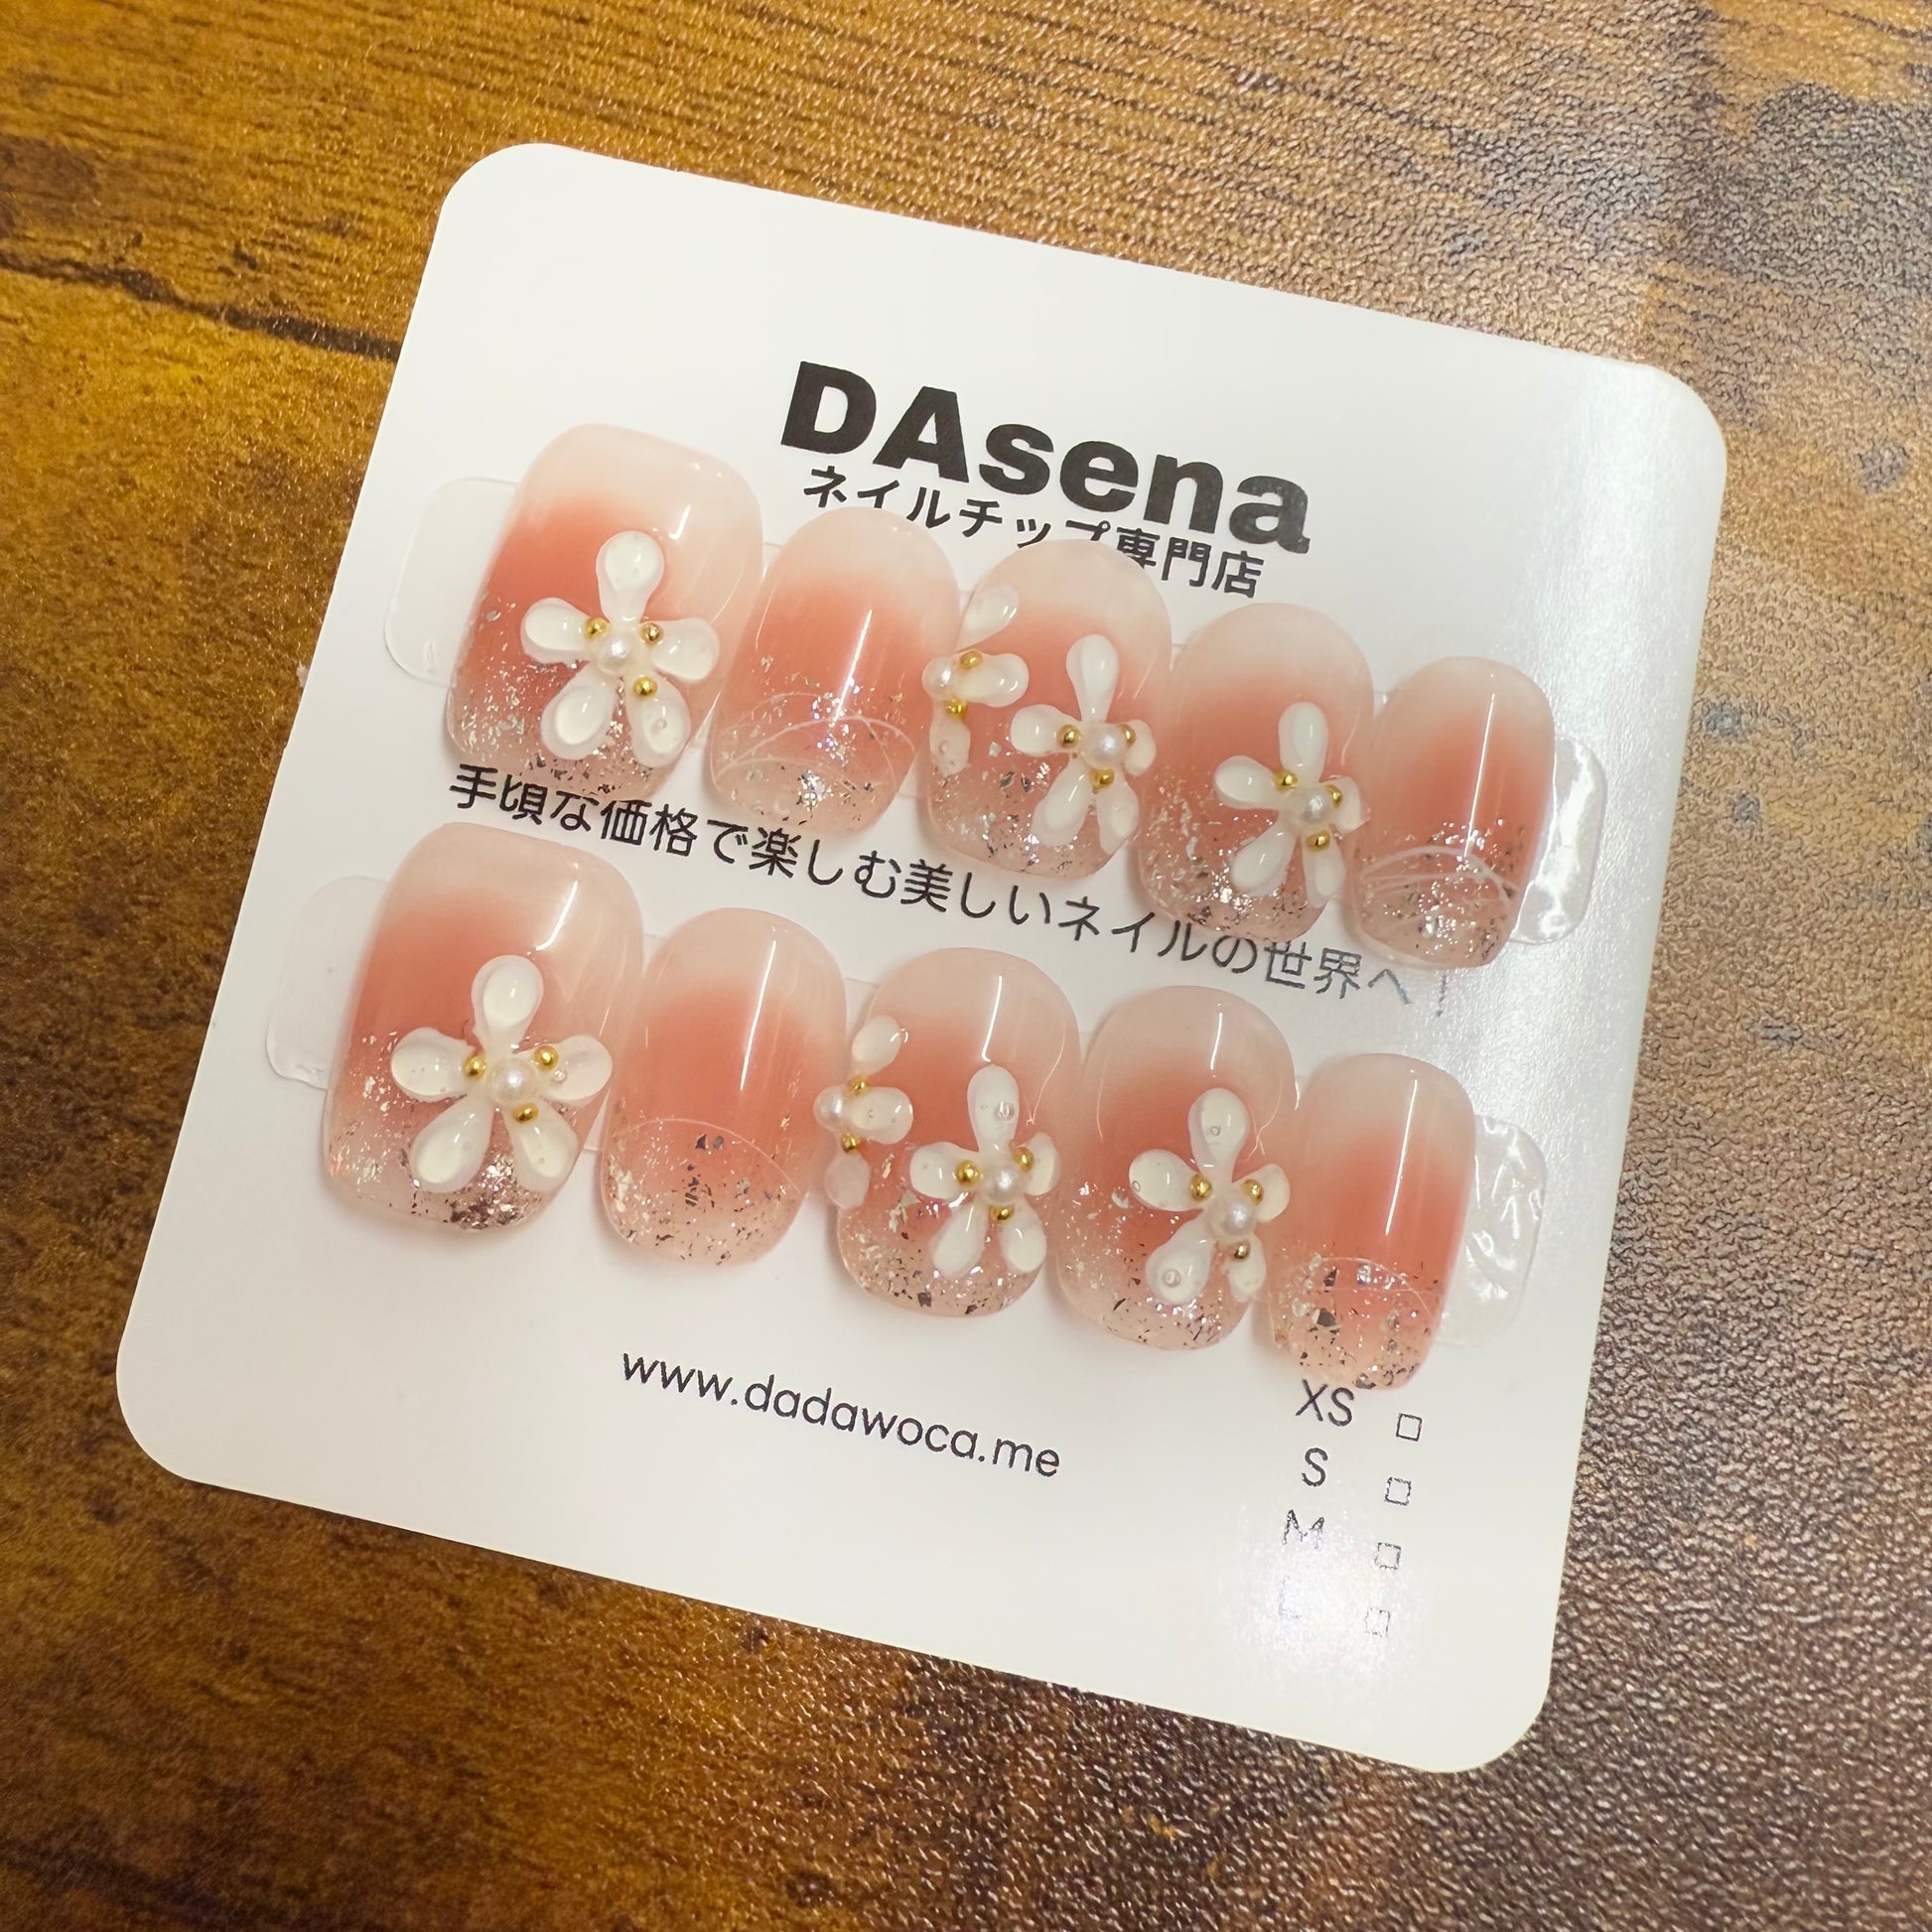 DAsena
ネイルチップ専門店
手頃な価格で楽しむ美しいネイルの世界へ！
www.dadawoca.me
XS □
S □
M □
L □